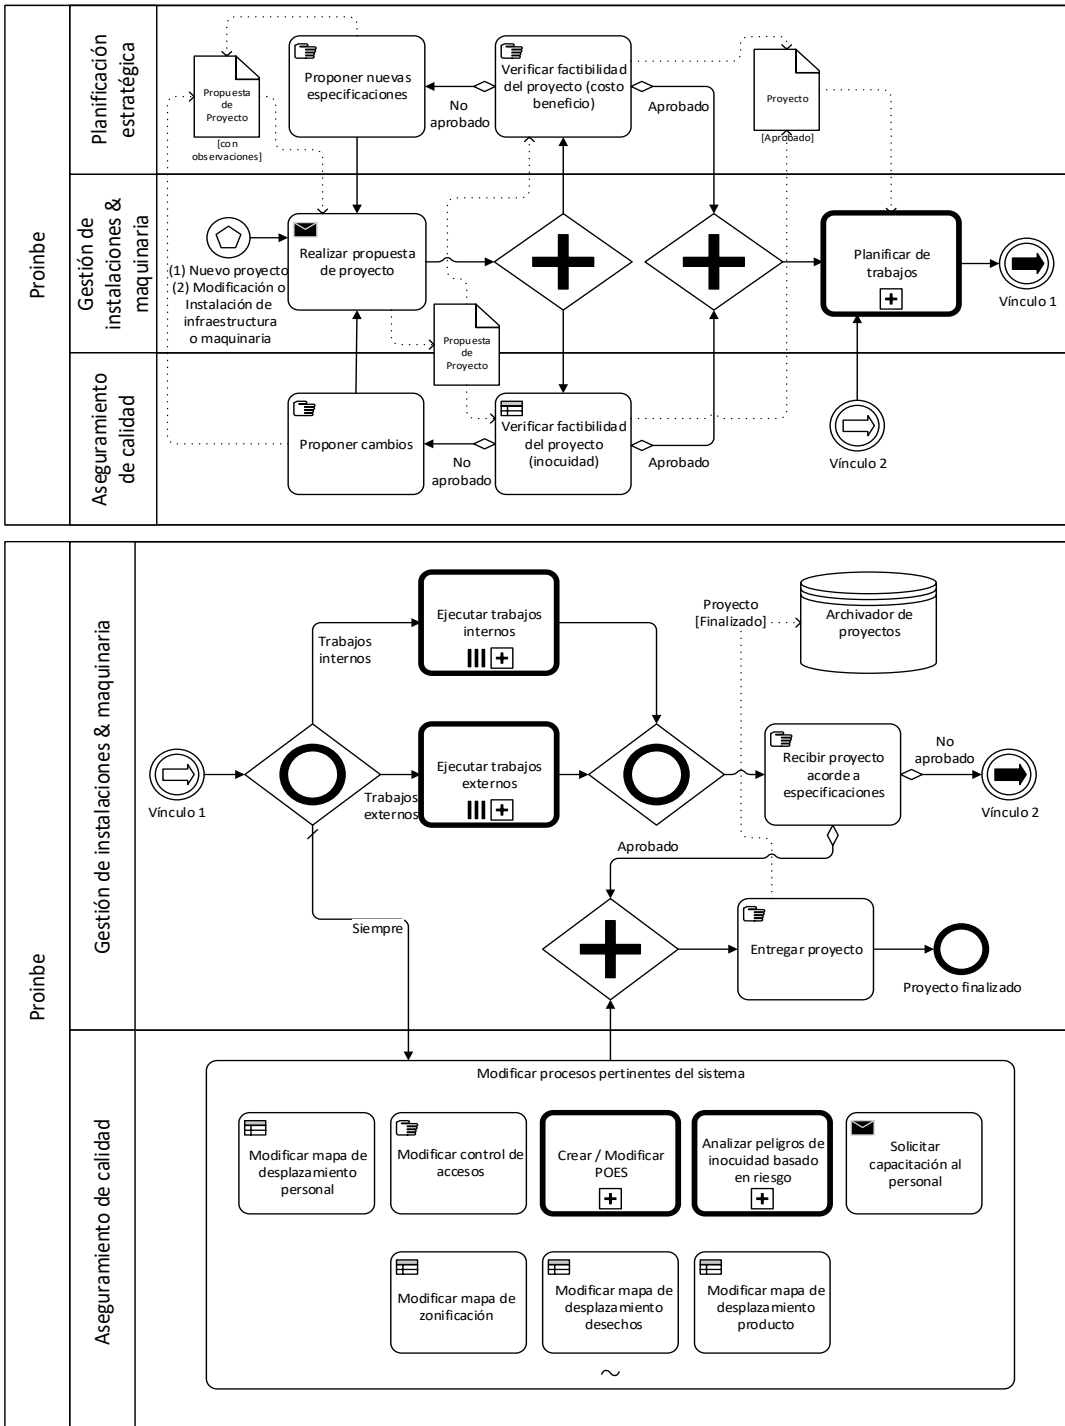 Proinbe
Planificación
estratégica
Propuesta
de
Proyecto
[con
observaciones]
Proponer nuevas
especificaciones
No
aprobado
Verificar factibilidad
del proyecto (costo
beneficio)
Aprobado
Proyecto
[Aprobado]
Gestión de
instalaciones &
maquinaria
(1) Nuevo proyecto
(2) Modificación o
Instalación de
infraestructura
o maquinaria
Realizar propuesta
de proyecto
Propuesta
de
Proyecto
Planificar de
trabajos
Vínculo 1
Aseguramiento
de calidad
Proponer cambios
No
aprobado
Verificar factibilidad
del proyecto
(inocuidad)
Aprobado
Vínculo 2
Proinbe
Gestión de instalaciones & maquinaria
Vínculo 1
Trabajos
internos
Ejecutar trabajos
internos
Trabajos
externos
Ejecutar trabajos
externos
Proyecto
[Finalizado]
Archivador de
proyectos
Recibir proyecto
acorde a
especificaciones
No
aprobado
Vínculo 2
Aprobado
Siempre
Entregar proyecto
Proyecto finalizado
Aseguramiento de calidad
Modificar procesos pertinentes del sistema
Modificar mapa de
desplazamiento
personal
Modificar control de
accesos
Crear / Modificar
POES
Analizar peligros de
inocuidad basado
en riesgo
Solicitar
capacitación al
personal
Modificar mapa de
zonificación
Modificar mapa de
desplazamiento
desechos
Modificar mapa de
desplazamiento
producto